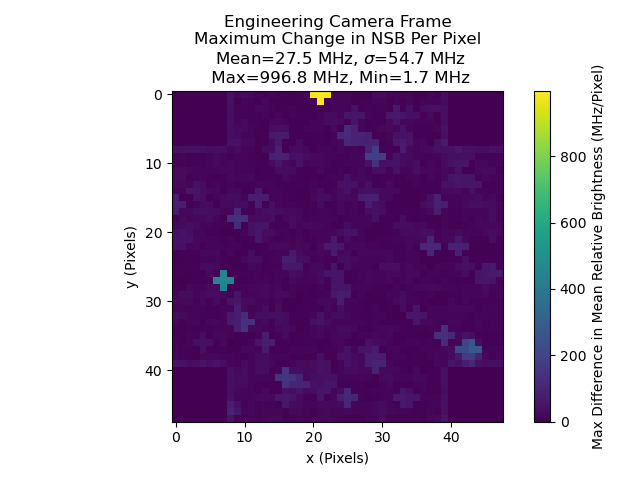 Engineering Camera Frame
Maximum Change in NSB Per Pixel
Mean=27.5 MHz, σ=54.7 MHz
Max=996.8 MHz, Min=1.7 MHz
0
10
20
30
40
y (Pixels)
0
10
20
30
40
x (Pixels)
800
600
400
200
0
Max Difference in Mean Relative Brightness (MHz/Pixel)